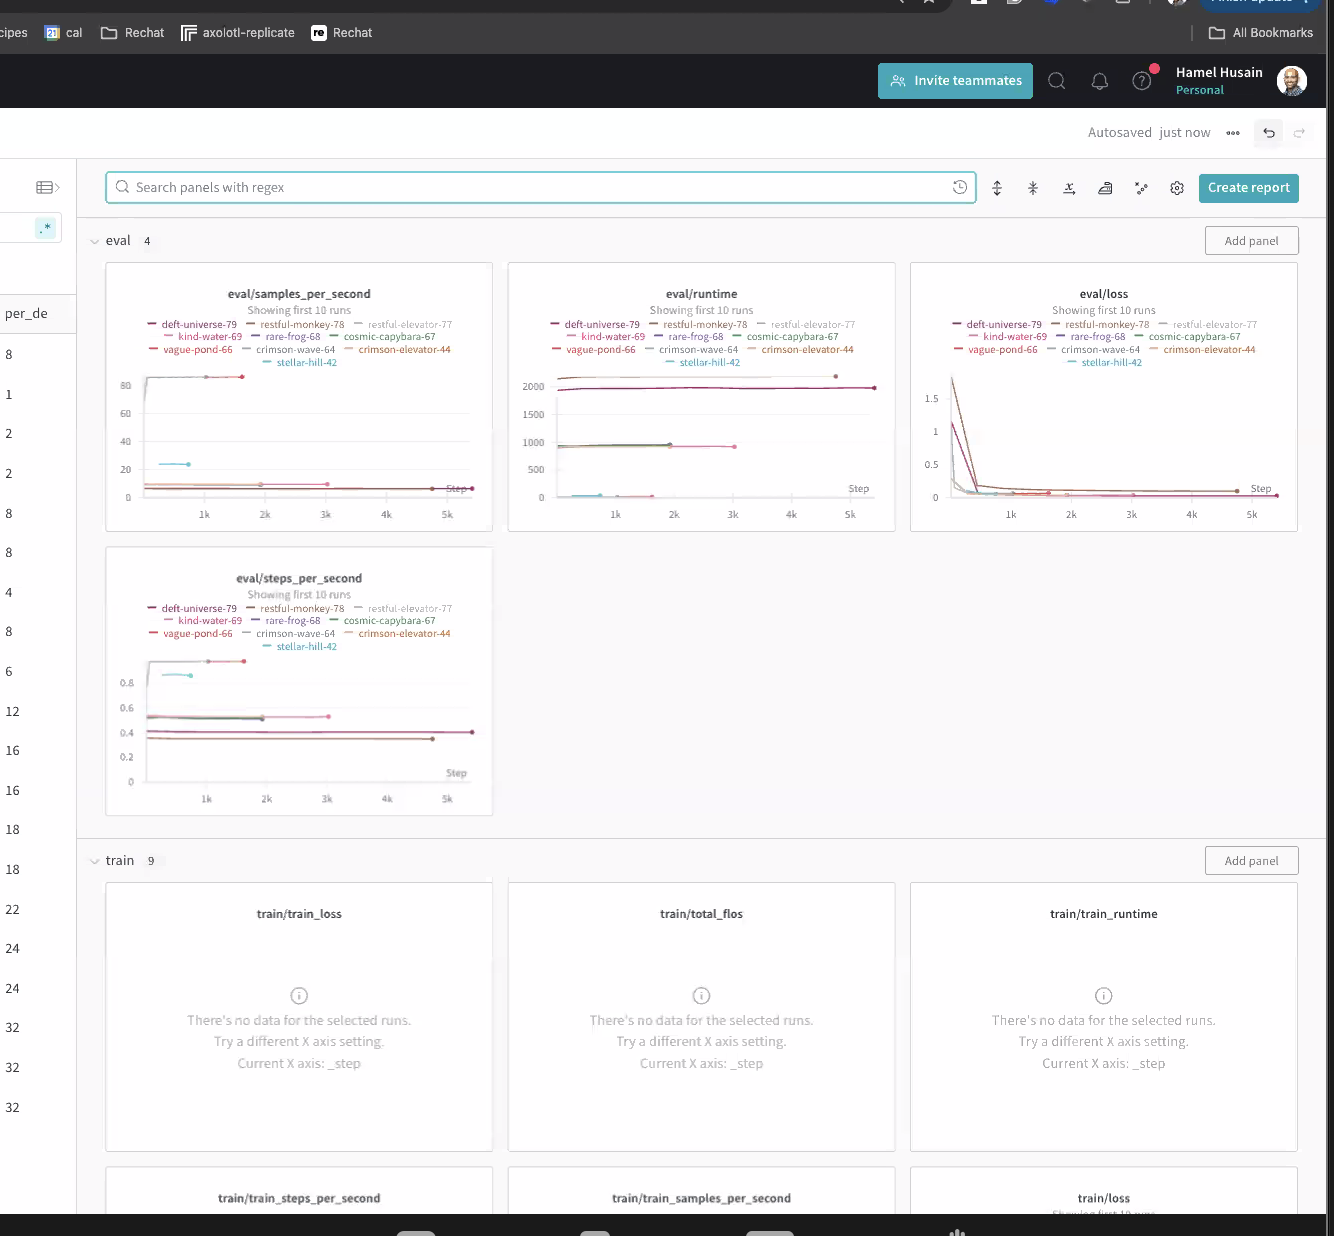 cipes cal Rechat axolotl-replicate re Rechat All Bookmarks
Invite teammates Hamel Husain
Personal
Autosaved just now
Search panels with regex Create report
.*
eval 4 Add panel
per_de
8
1
2
2
8
8
4
8
6
12
16
16
18
18
22
24
24
32
32
32
eval/samples_per_second
Showing first 10 runs
deft-universe-79 restful-monkey-78 restful-elevator-77
kind-water-69 rare-frog-68 cosmic-capybara-67
vague-pond-66 crimson-wave-64 crimson-elevator-44
stellar-hill-42
80
60
40
20
0
Step
1k 2k 3k 4k 5k
eval/runtime
Showing first 10 runs
deft-universe-79 restful-monkey-78 restful-elevator-77
kind-water-69 rare-frog-68 cosmic-capybara-67
vague-pond-66 crimson-wave-64 crimson-elevator-44
stellar-hill-42
2000
1500
1000
500
0
Step
1k 2k 3k 4k 5k
eval/loss
Showing first 10 runs
deft-universe-79 restful-monkey-78 restful-elevator-77
kind-water-69 rare-frog-68 cosmic-capybara-67
vague-pond-66 crimson-wave-64 crimson-elevator-44
stellar-hill-42
1.5
1
0.5
0
Step
1k 2k 3k 4k 5k
eval/steps_per_second
Showing first 10 runs
deft-universe-79 restful-monkey-78 restful-elevator-77
kind-water-69 rare-frog-68 cosmic-capybara-67
vague-pond-66 crimson-wave-64 crimson-elevator-44
stellar-hill-42
0.8
0.6
0.4
0.2
0
Step
1k 2k 3k 4k 5k
train 9 Add panel
train/train_loss
There's no data for the selected runs.
Try a different X axis setting.
Current X axis: _step
train/total_flos
There's no data for the selected runs.
Try a different X axis setting.
Current X axis: _step
train/train_runtime
There's no data for the selected runs.
Try a different X axis setting.
Current X axis: _step
train/train_steps_per_second
train/train_samples_per_second
train/loss